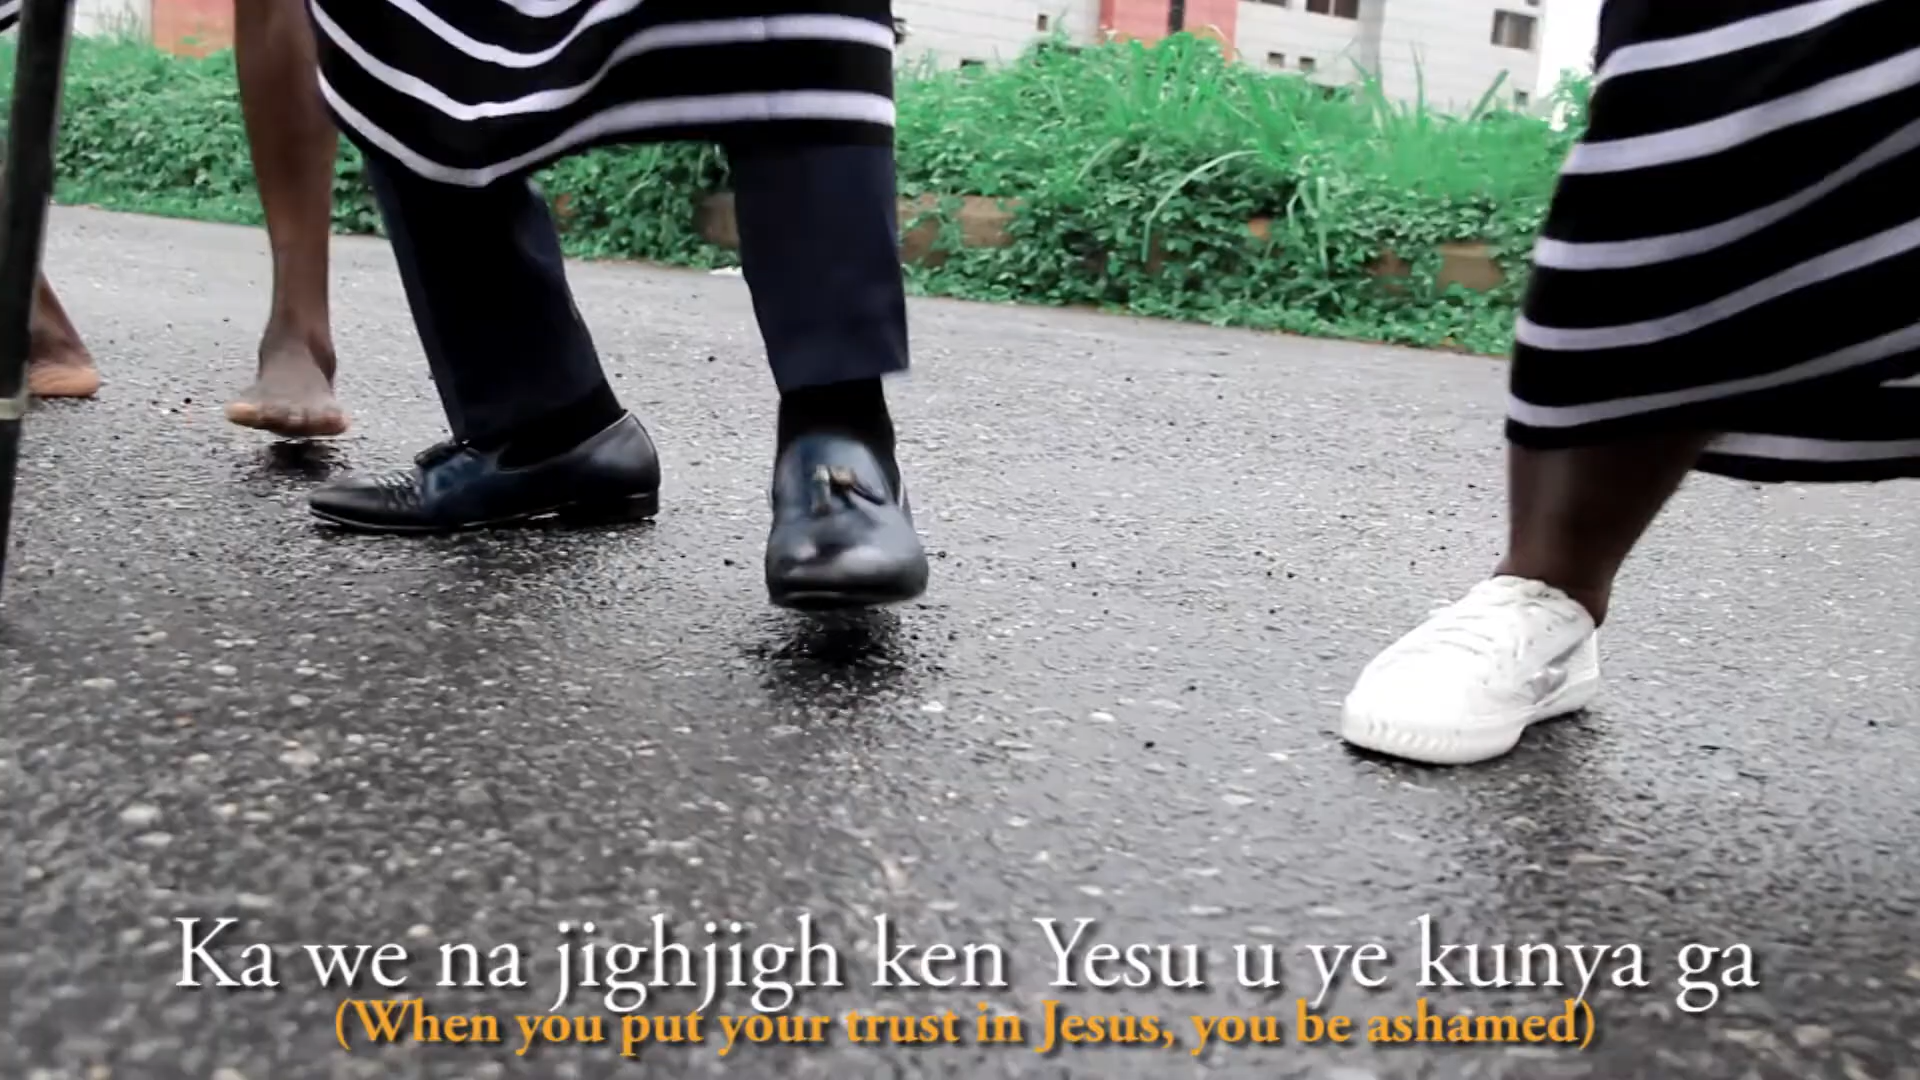 Ka we na jighjigh ken Yesu u ye kunya ga
(When you put your trust in Jesus, you be ashamed)